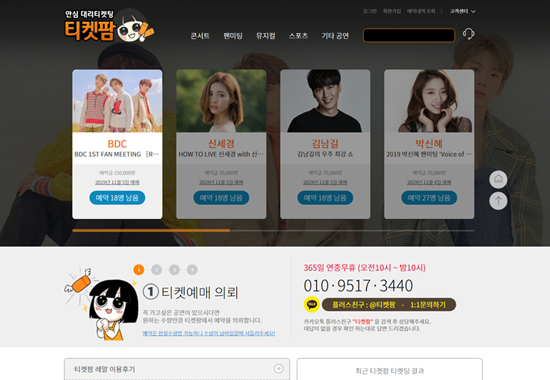 안심 대리티켓팅
티켓팜
로그인 회원가입 예매내역 조회 고객센터
콘서트 팬미팅 뮤지컬 스포츠 기타 공연
BDC
BDC 1ST FAN MEETING [R...
예약금 150,000원
2019년 11월 5일 예매
예약 18명 남음
신세경
HOW TO LIVE 신세경 with 신...
예약금 70,000원
2019년 11월 5일 예매
예약 18명 남음
김남길
김남길의 우주 최강 쇼
예약금 70,000원
2019년 11월 5일 예매
예약 18명 남음
박신혜
2019 박신혜 팬미팅 'Voice of ...
예약금 70,000원
2019년 11월 4일 예매
예약 27명 남음
1 2 3 4
① 티켓예매 의뢰
꼭 가고싶은 공연이 있으시다면
원하는 수량만큼 티켓팜에서 예약을 의뢰합니다.
예약은 한정수량만 가능하니 수량이 남아있을때 서둘러주세요!
365일 연중무휴 (오전10시 ~ 밤10시)
010·9517·3440
TALK
플러스친구 : @티켓팜 - 1:1문의하기
카카오톡 플러스친구 "티켓팜" 을 검색 후 상담해주세요.
대답이 없을 경우 확인 하는대로 답변 드리겠습니다.
티켓팜 레알 이용후기
최근 티켓팜 티켓팅 결과